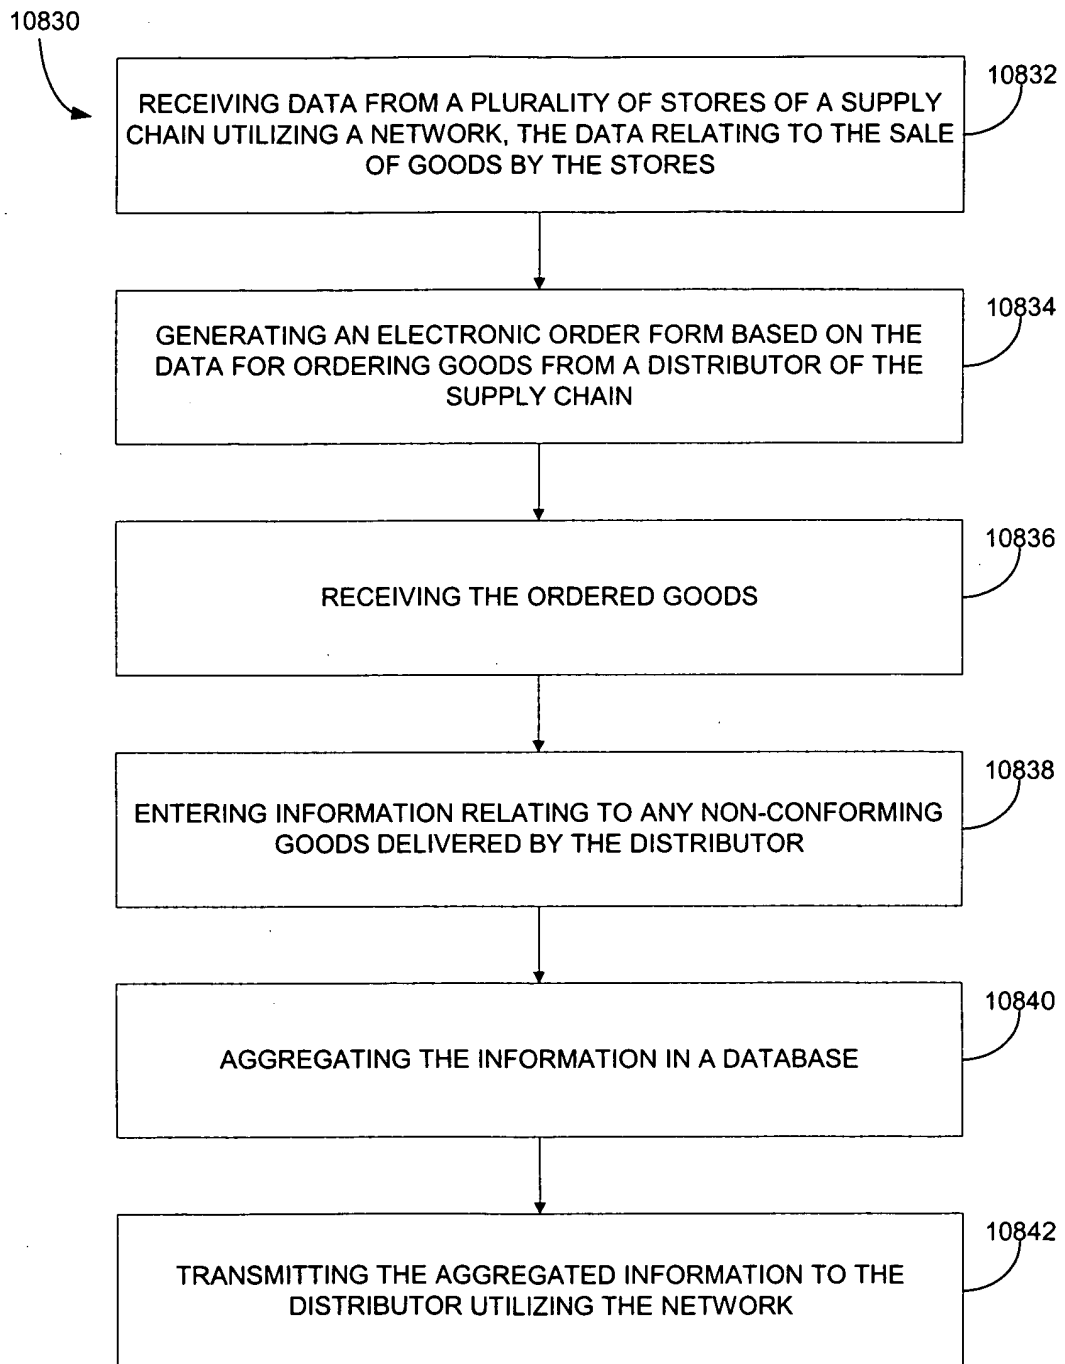 10830
10832
RECEIVING DATA FROM A PLURALITY OF STORES OF A SUPPLY
CHAIN UTILIZING A NETWORK, THE DATA RELATING TO THE SALE
OF GOODS BY THE STORES
10834
GENERATING AN ELECTRONIC ORDER FORM BASED ON THE
DATA FOR ORDERING GOODS FROM A DISTRIBUTOR OF THE
SUPPLY CHAIN
10836
RECEIVING THE ORDERED GOODS
10838
ENTERING INFORMATION RELATING TO ANY NON-CONFORMING
GOODS DELIVERED BY THE DISTRIBUTOR
10840
AGGREGATING THE INFORMATION IN A DATABASE
10842
TRANSMITTING THE AGGREGATED INFORMATION TO THE
DISTRIBUTOR UTILIZING THE NETWORK